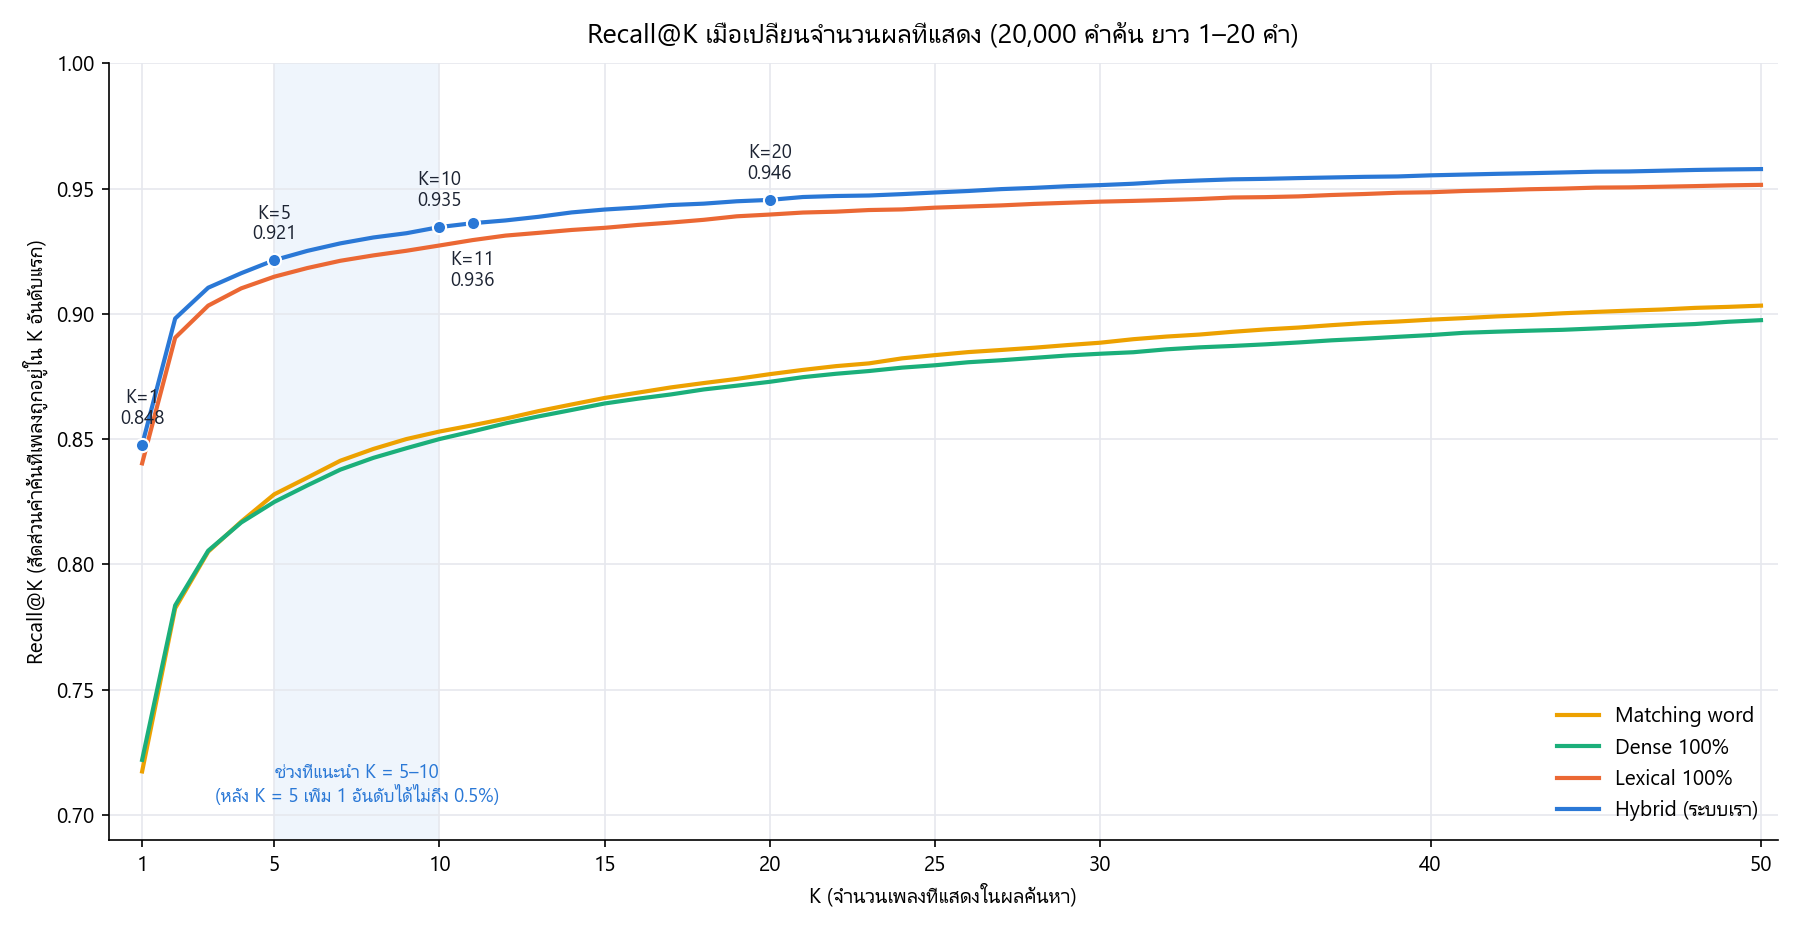 Recall@K เมื่อเปลี่ยนจำนวนผลที่แสดง (20,000 คำค้น ยาว 1–20 คำ)
Recall@K (สัดส่วนคำค้นที่เพลงถูกอยู่ใน K อันดับแรก)
1.00
0.95
0.90
0.85
0.80
0.75
0.70
K=1
0.848
K=5
0.921
K=10
0.935
K=11
0.936
K=20
0.946
ช่วงที่แนะนำ K = 5–10
(หลัง K = 5 เพิ่ม 1 อันดับได้ไม่ถึง 0.5%)
Matching word
Dense 100%
Lexical 100%
Hybrid (ระบบเรา)
1 5 10 15 20 25 30 40 50
K (จำนวนเพลงที่แสดงในผลค้นหา)